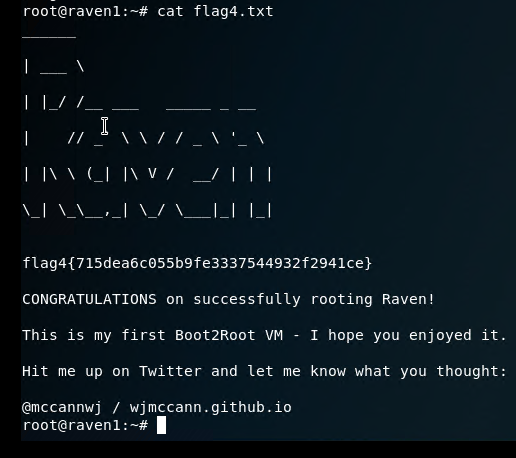 root@raven1:~# cat flag4.txt
______
| ___ \
| |_/ /__ ___   _____ _ __
|    // _` \ \ / / _ \ '_ \
| |\ \ (_| |\ V /  __/ | | |
\_| \_\__,_| \_/ \___|_| |_|
flag4{715dea6c055b9fe3337544932f2941ce}
CONGRATULATIONS on successfully rooting Raven!
This is my first Boot2Root VM - I hope you enjoyed it.
Hit me up on Twitter and let me know what you thought:
@mccannwj / wjmccann.github.io
root@raven1:~#